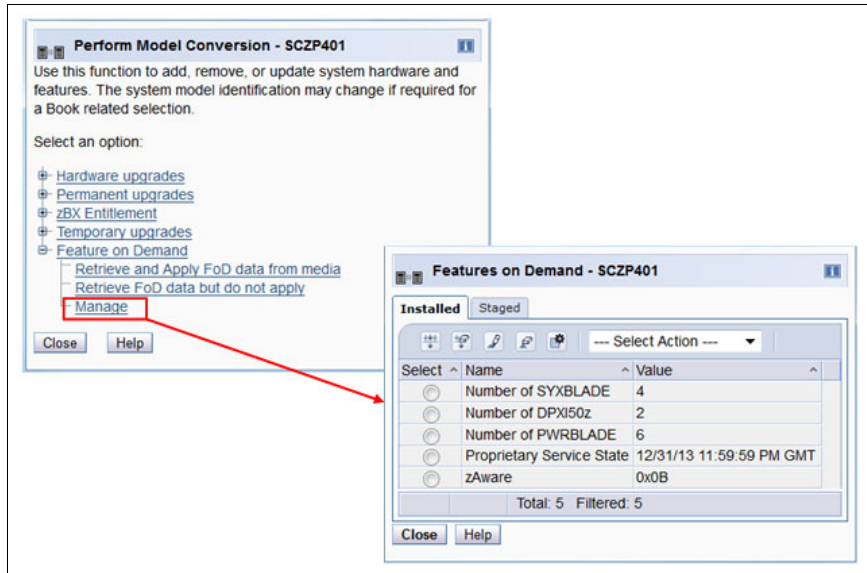 Perform Model Conversion - SCZP401
Use this function to add, remove, or update system hardware and
features. The system model identification may change if required for
a Book related selection.
Select an option:
Hardware upgrades
Permanent upgrades
zBX Entitlement
Temporary upgrades
Feature on Demand
Retrieve and Apply FoD data from media
Retrieve FoD data but do not apply
Manage
Close Help
Features on Demand - SCZP401
Installed Staged
--- Select Action ---
Select Name Value
Number of SYXBLADE 4
Number of DPXI50z 2
Number of PWRBLADE 6
Proprietary Service State 12/31/13 11:59:59 PM GMT
zAware 0x0B
Total: 5 Filtered: 5
Close Help